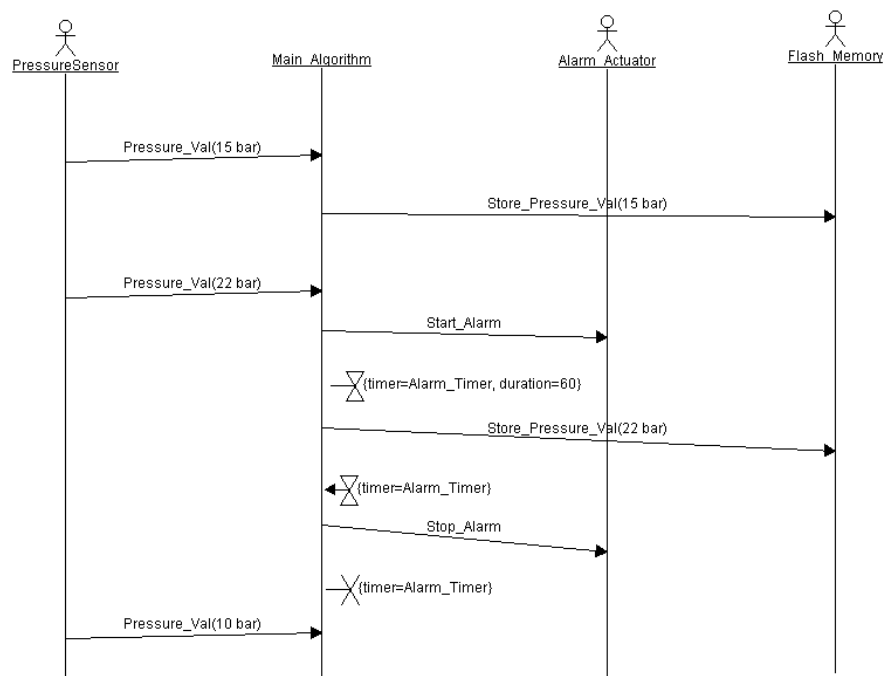 PressureSensor
Main_Algorithm
Alarm_Actuator
Flash_Memory
Pressure_Val(15 bar)
Store_Pressure_Val(15 bar)
Pressure_Val(22 bar)
Start_Alarm
{timer=Alarm_Timer, duration=60}
Store_Pressure_Val(22 bar)
{timer=Alarm_Timer}
Stop_Alarm
{timer=Alarm_Timer}
Pressure_Val(10 bar)